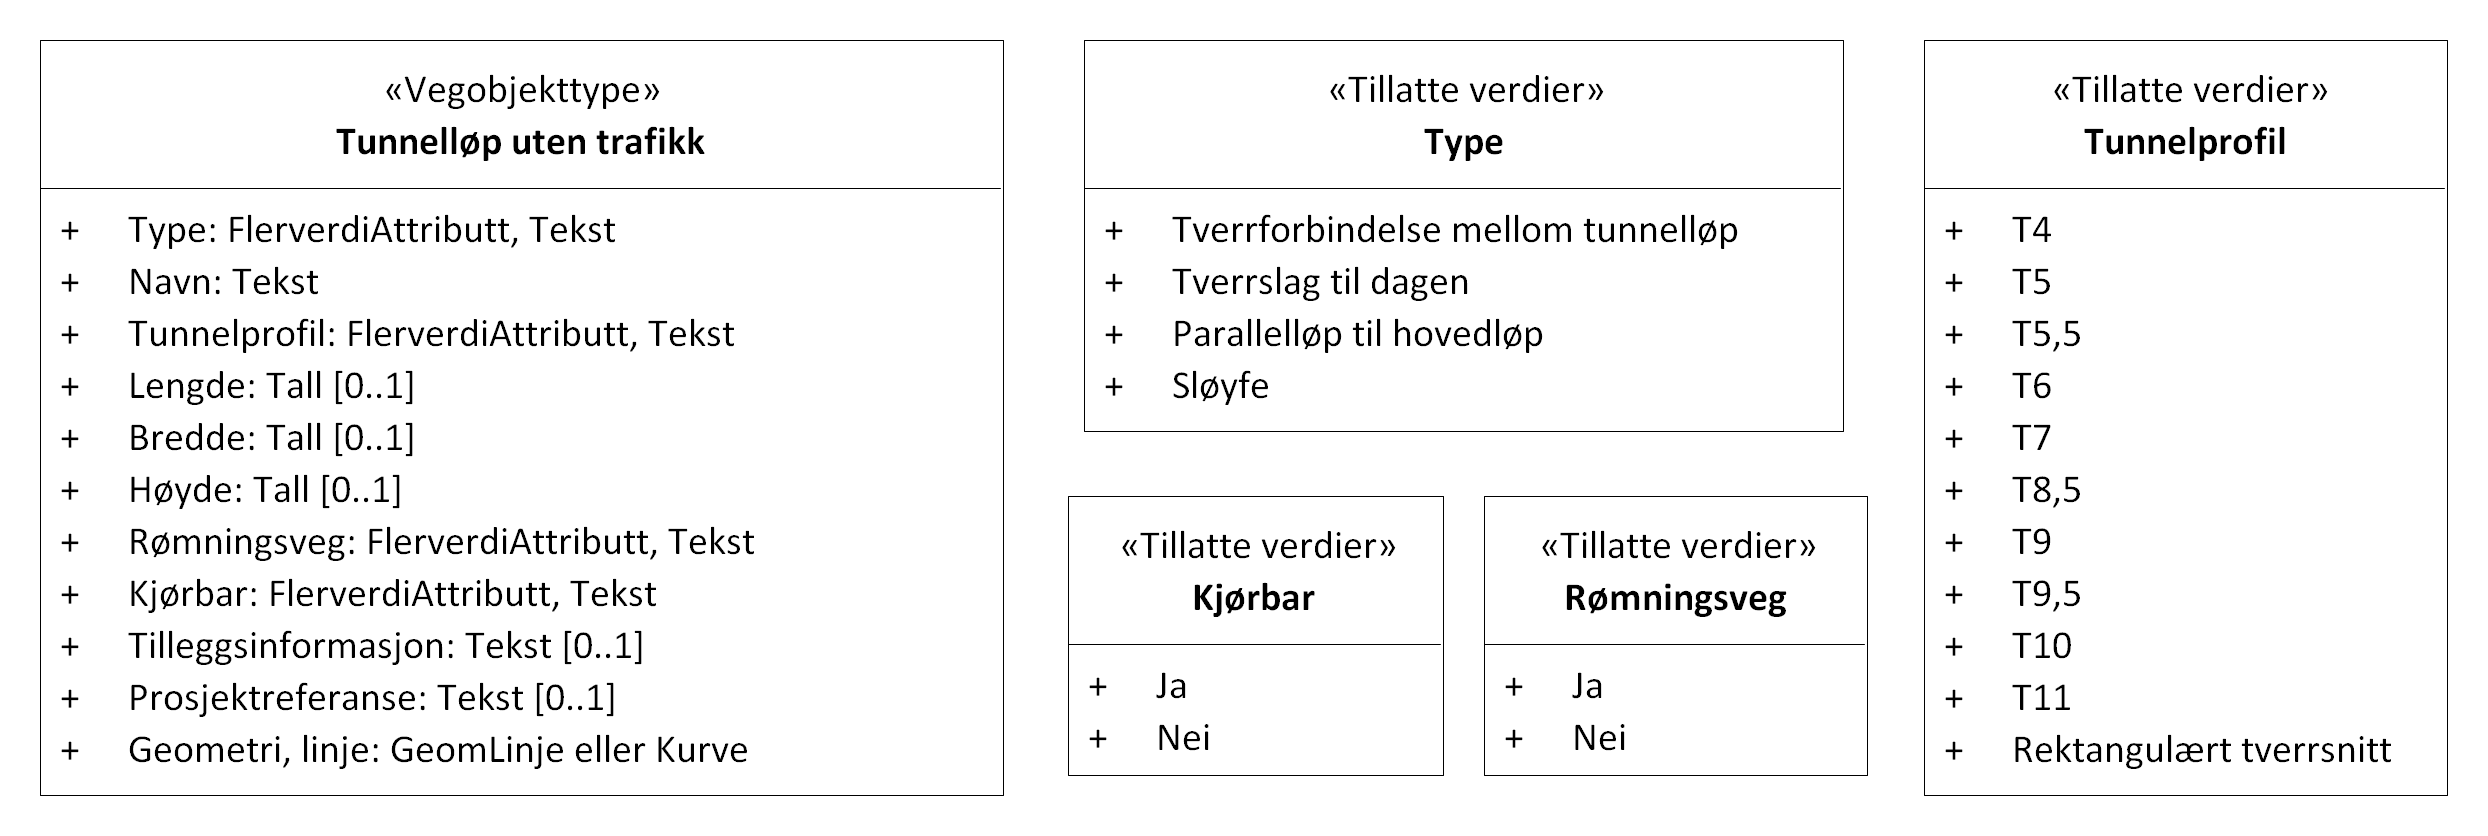 «Vegobjekttype»
Tunnelløp uten trafikk
+ Type: FlerverdiAttributt, Tekst
+ Navn: Tekst
+ Tunnelprofil: FlerverdiAttributt, Tekst
+ Lengde: Tall [0..1]
+ Bredde: Tall [0..1]
+ Høyde: Tall [0..1]
+ Rømningsveg: FlerverdiAttributt, Tekst
+ Kjørbar: FlerverdiAttributt, Tekst
+ Tilleggsinformasjon: Tekst [0..1]
+ Prosjektreferanse: Tekst [0..1]
+ Geometri, linje: GeomLinje eller Kurve
«Tillatte verdier»
Type
+ Tverrforbindelse mellom tunnelløp
+ Tverrslag til dagen
+ Parallelløp til hovedløp
+ Sløyfe
«Tillatte verdier»
Kjørbar
+ Ja
+ Nei
«Tillatte verdier»
Rømningsveg
+ Ja
+ Nei
«Tillatte verdier»
Tunnelprofil
+ T4
+ T5
+ T5,5
+ T6
+ T7
+ T8,5
+ T9
+ T9,5
+ T10
+ T11
+ Rektangulært tverrsnitt